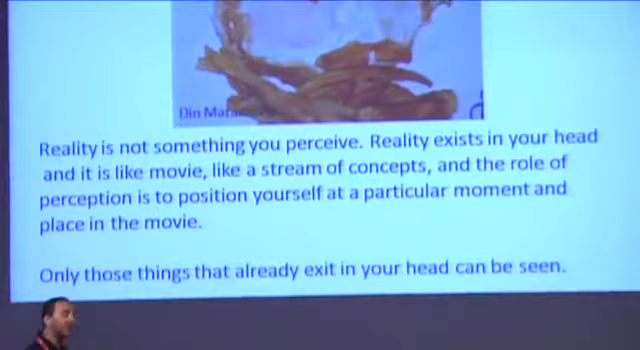 Din
Reality is not something you perceive. Reality exists in your head
and it is like movie, like a stream of concepts, and the role of
perception is to position yourself at a particular moment and
place in the movie.
Only those things that already exit in your head can be seen.